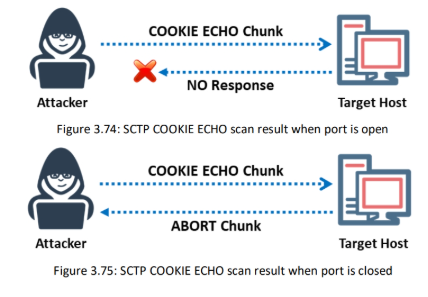 COOKIE ECHO Chunk
NO Response
Attacker
Target Host
Figure 3.74: SCTP COOKIE ECHO scan result when port is open
COOKIE ECHO Chunk
ABORT Chunk
Attacker
Target Host
Figure 3.75: SCTP COOKIE ECHO scan result when port is closed